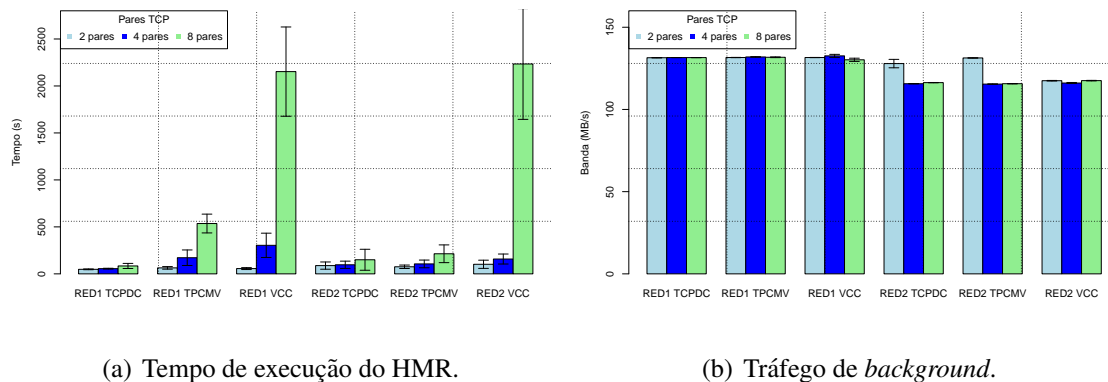 Pares TCP
2 pares 4 pares 8 pares
Tempo (s)
2500
2000
1500
1000
500
0
RED1 TCPDC RED1 TPCMV RED1 VCC RED2 TCPDC RED2 TPCMV RED2 VCC
(a) Tempo de execução do HMR.
Pares TCP
2 pares 4 pares 8 pares
Banda (MB/s)
150
100
50
0
RED1 TCPDC RED1 TPCMV RED1 VCC RED2 TCPDC RED2 TPCMV RED2 VCC
(b) Tráfego de background.